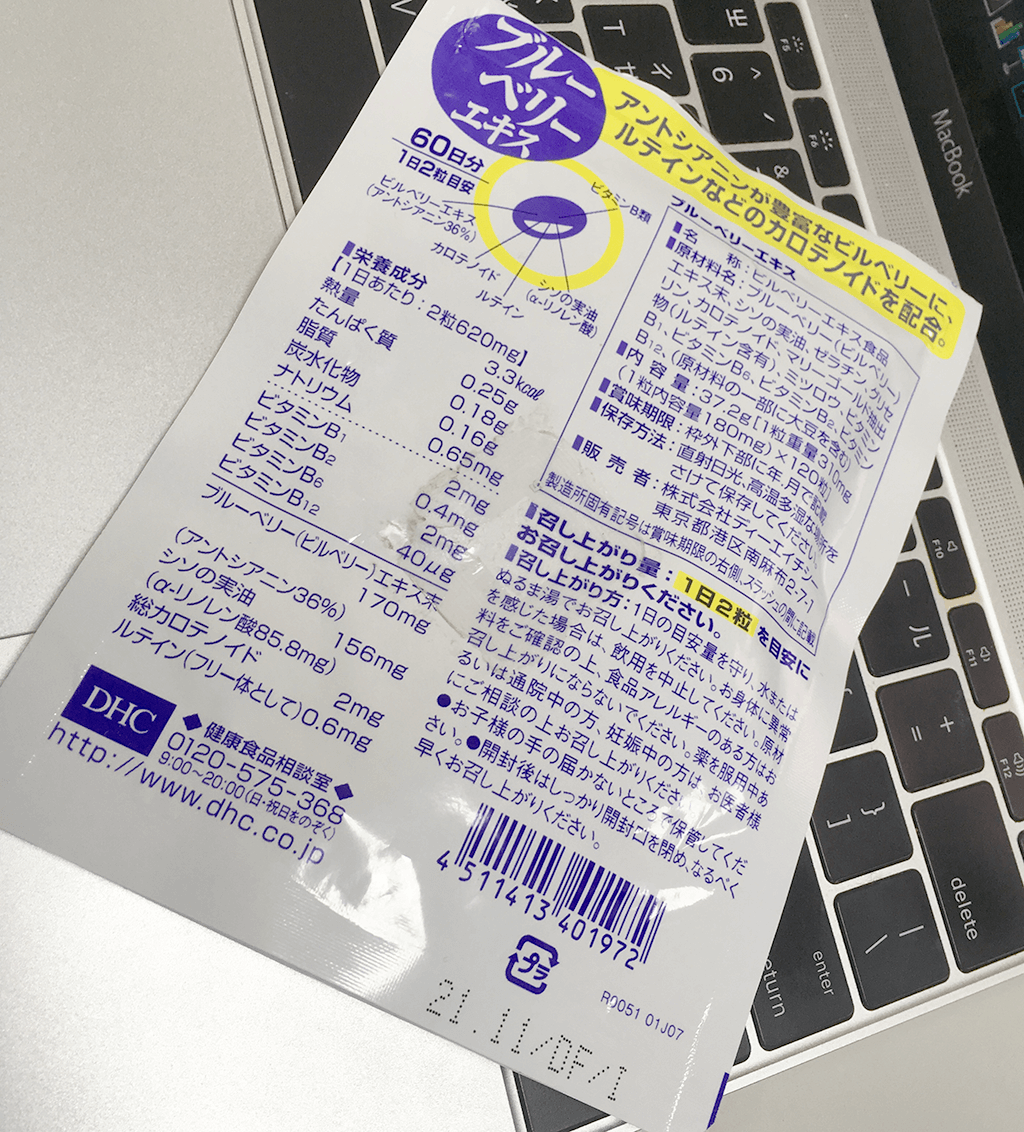 ブルー
ベリー
エキス
アントシアニンが豊富なビルベリーに、
ルテインなどのカロテノイドを配合。
60日分
1日2粒目安
ビルベリーエキス
(アントシアニン36%)
カロテノイド
ルテイン
シソの実油
(α-リノレン酸)
ビタミンB類
■栄養成分
【1日あたり:2粒620mg】
熱量 3.3kcal
たんぱく質 0.25g
脂質 0.18g
炭水化物 0.16g
ナトリウム 0.65mg
ビタミンB1 2mg
ビタミンB2 0.4mg
ビタミンB6 2mg
ビタミンB12 40μg
ブルーベリー(ビルベリー)エキス末 170mg
(アントシアニン36%)
シソの実油 156mg
(α-リノレン酸85.8mg)
総カロテノイド 2mg
ルテイン(フリー体として)0.6mg
ブルーベリーエキス
■名 称:ビルベリーエキス食品
■原材料名:ブルーベリー(ビルベリー)
エキス末、シソの実油、ゼラチン、グリセ
リン、カロテノイド、マリーゴールド抽出
物(ルテイン含有)、ミツロウ、ビタミン
B1、ビタミンB6、ビタミンB2、ビタミン
B12、(原材料の一部に大豆を含む)
■内 容 量:37.2g[1粒重量310mg
(1粒内容量180mg)×120粒]
■賞味期限:枠外下部に年、月で記載
■保存方法:直射日光、高温多湿な場所を
さけて保存してください。
■販 売 者:株式会社ディーエイチシー
東京都港区南麻布2-7-1
製造所固有記号は賞味期限の右側、スラッシュの間に記載
■召し上がり量:1日2粒を目安に
お召し上がりください。
■召し上がり方:1日の目安量を守り、水または
ぬるま湯でお召し上がりください。お身体に異常
を感じた場合は、飲用を中止してください。原材
料をご確認の上、食品アレルギーのある方はお
召し上がりにならないでください。薬を服用中あ
るいは通院中の方、妊娠中の方は、お医者様
にご相談の上お召し上がりください。
●お子様の手の届かないところで保管してくだ
さい。●開封後はしっかり開封口を閉め、なるべく
早くお召し上がりください。
DHC
◆健康食品相談室◆
0120-575-368
9:00~20:00(日・祝日をのぞく)
http://www.dhc.co.jp
4 511413 401972
プラ
R0051 01J07
21.11/DF/1
MacBook
F5
F6
F10
F11
F12
delete
enter
return